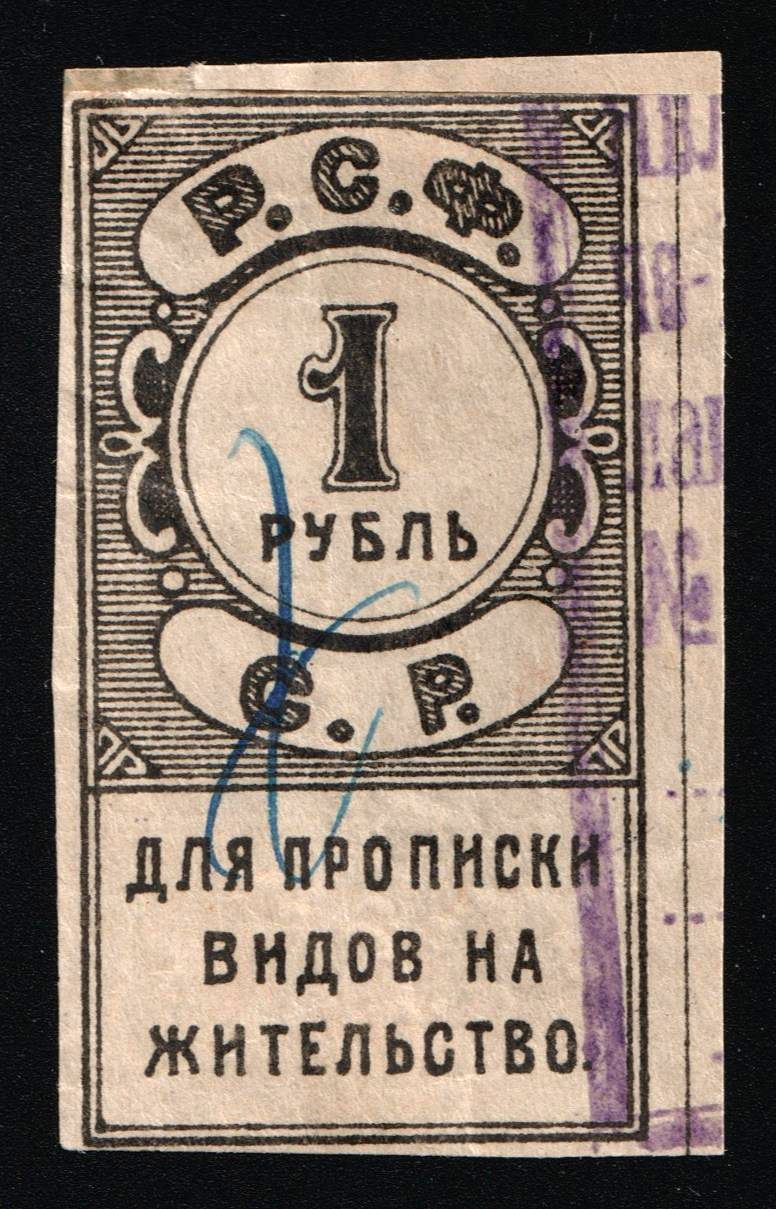 Р. С. Ф.
1
РУБЛЬ
С. Р.
ДЛЯ ПРОПИСКИ
ВИДОВ НА
ЖИТЕЛЬСТВО.